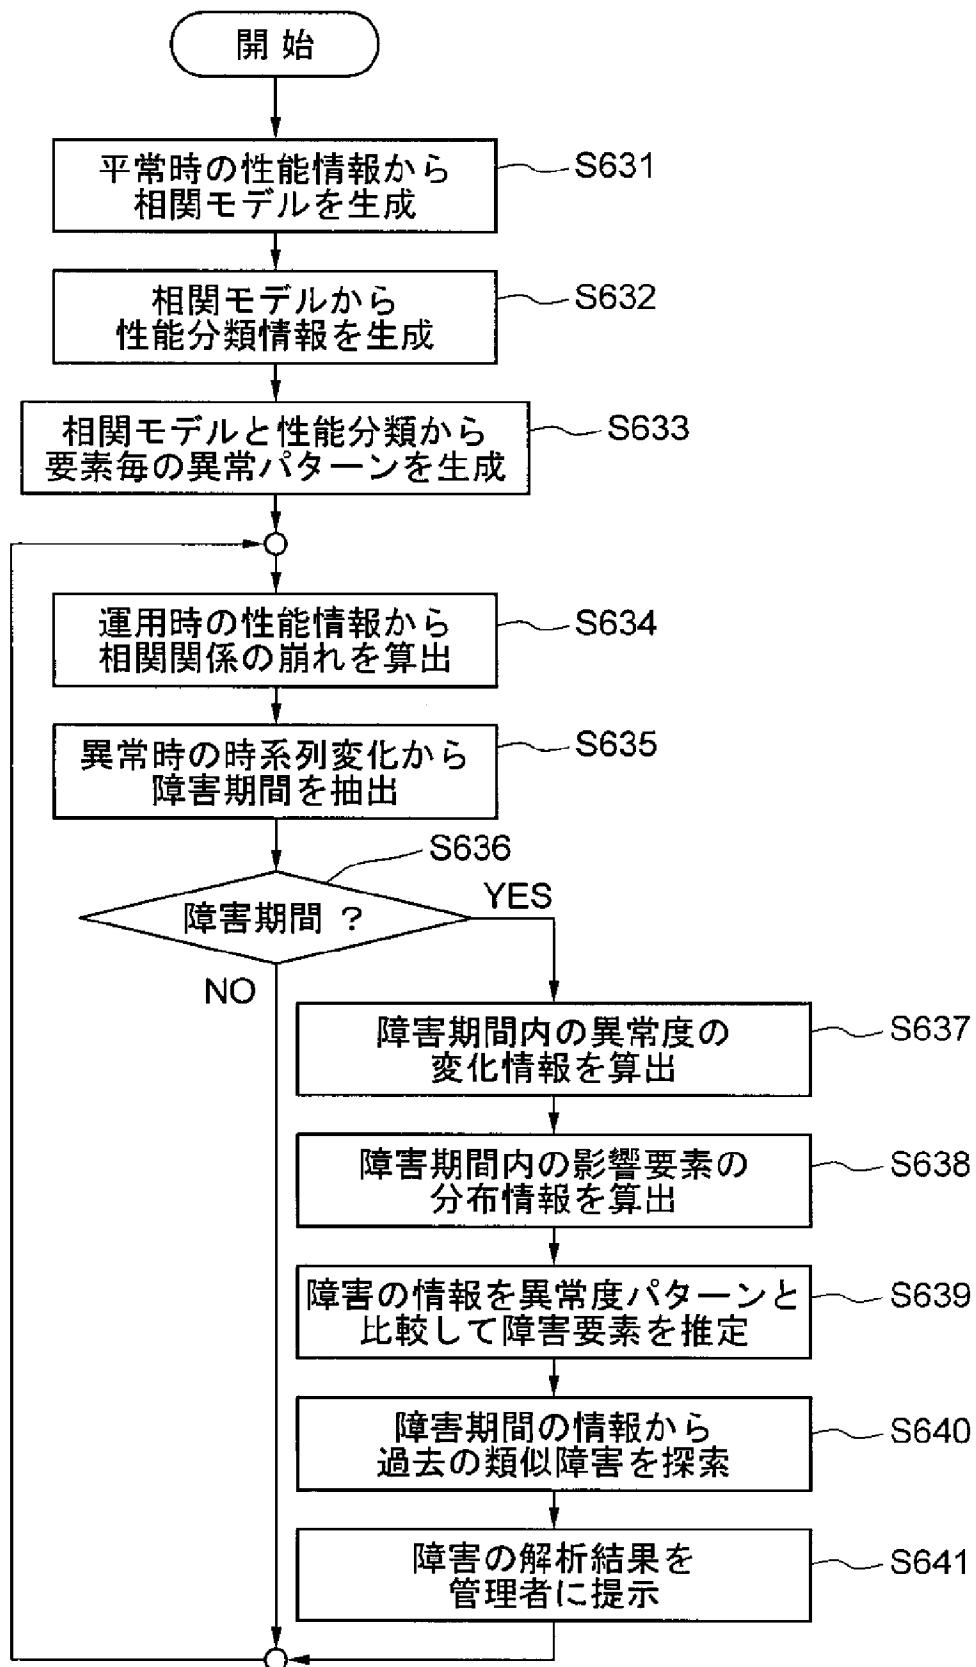 開始
平常時の性能情報から
相関モデルを生成
S631
相関モデルから
性能分類情報を生成
S632
相関モデルと性能分類から
要素毎の異常パターンを生成
S633
運用時の性能情報から
相関関係の崩れを算出
S634
異常時の時系列変化から
障害期間を抽出
S635
S636
障害期間 ?
YES
NO
障害期間内の異常度の
変化情報を算出
S637
障害期間内の影響要素の
分布情報を算出
S638
障害の情報を異常度パターンと
比較して障害要素を推定
S639
障害期間の情報から
過去の類似障害を探索
S640
障害の解析結果を
管理者に提示
S641